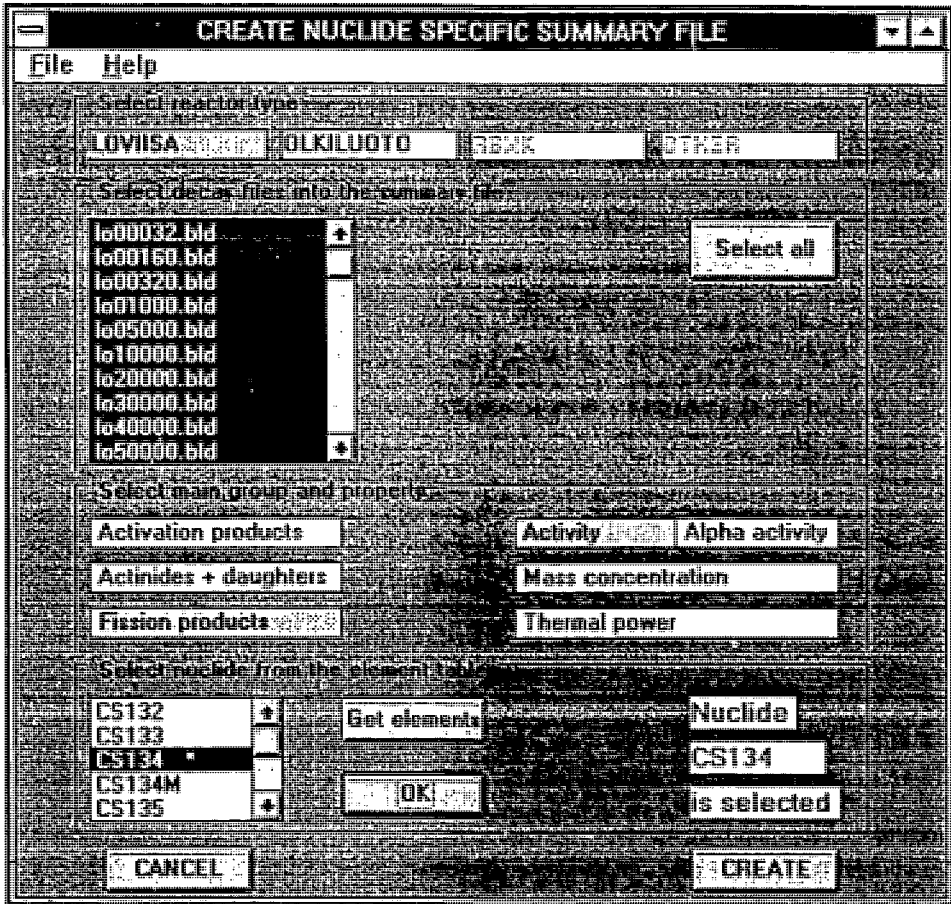 CREATE NUCLIDE SPECIFIC SUMMARY FILE
File Help
Select reactor type
LOVIISA OLKILUOTO RBMK OTHER
Select decay files into the summary file
lo00032.bld
Select all
lo00160.bld
lo00320.bld
lo01000.bld
lo05000.bld
lo10000.bld
lo20000.bld
lo30000.bld
lo40000.bld
lo50000.bld
Select main group and property
Activation products Activity Alpha activity
Actinides + daughters Mass concentration
Fission products Thermal power
Select nuclide from the element table
CS132
CS133
CS134
CS134M
CS135
Get elements
OK
Nuclide
CS134
is selected
CANCEL CREATE